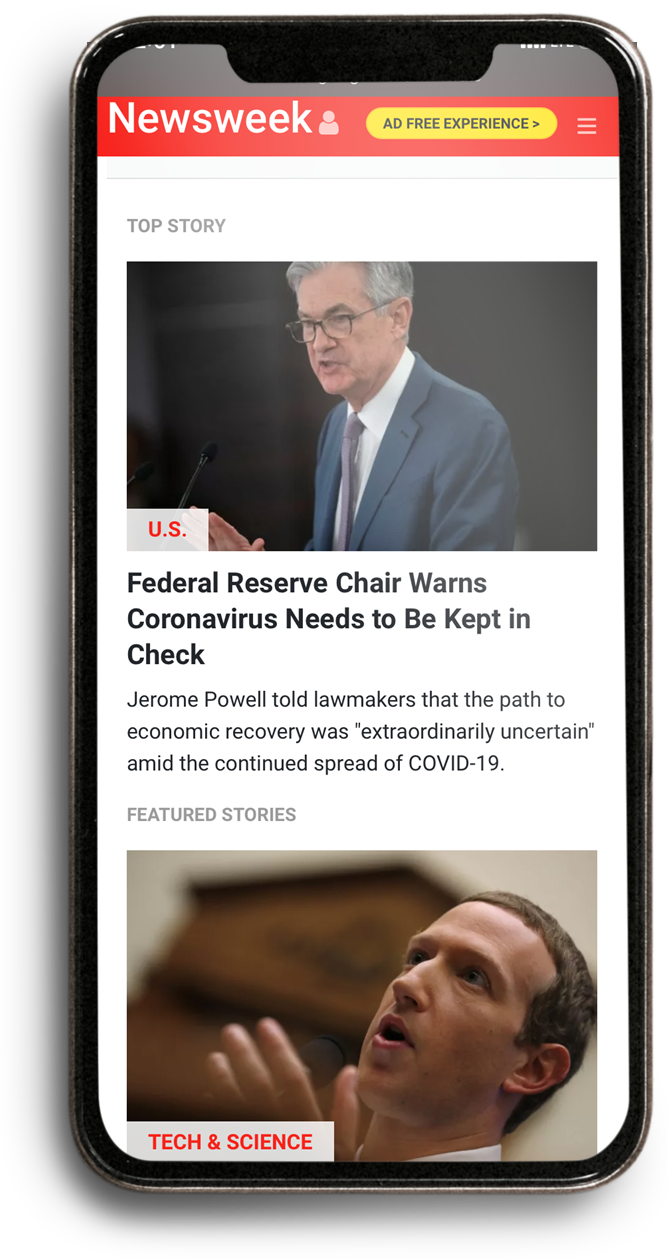 Newsweek
AD FREE EXPERIENCE >
TOP STORY
U.S.
Federal Reserve Chair Warns
Coronavirus Needs to Be Kept in
Check
Jerome Powell told lawmakers that the path to
economic recovery was "extraordinarily uncertain"
amid the continued spread of COVID-19.
FEATURED STORIES
TECH & SCIENCE